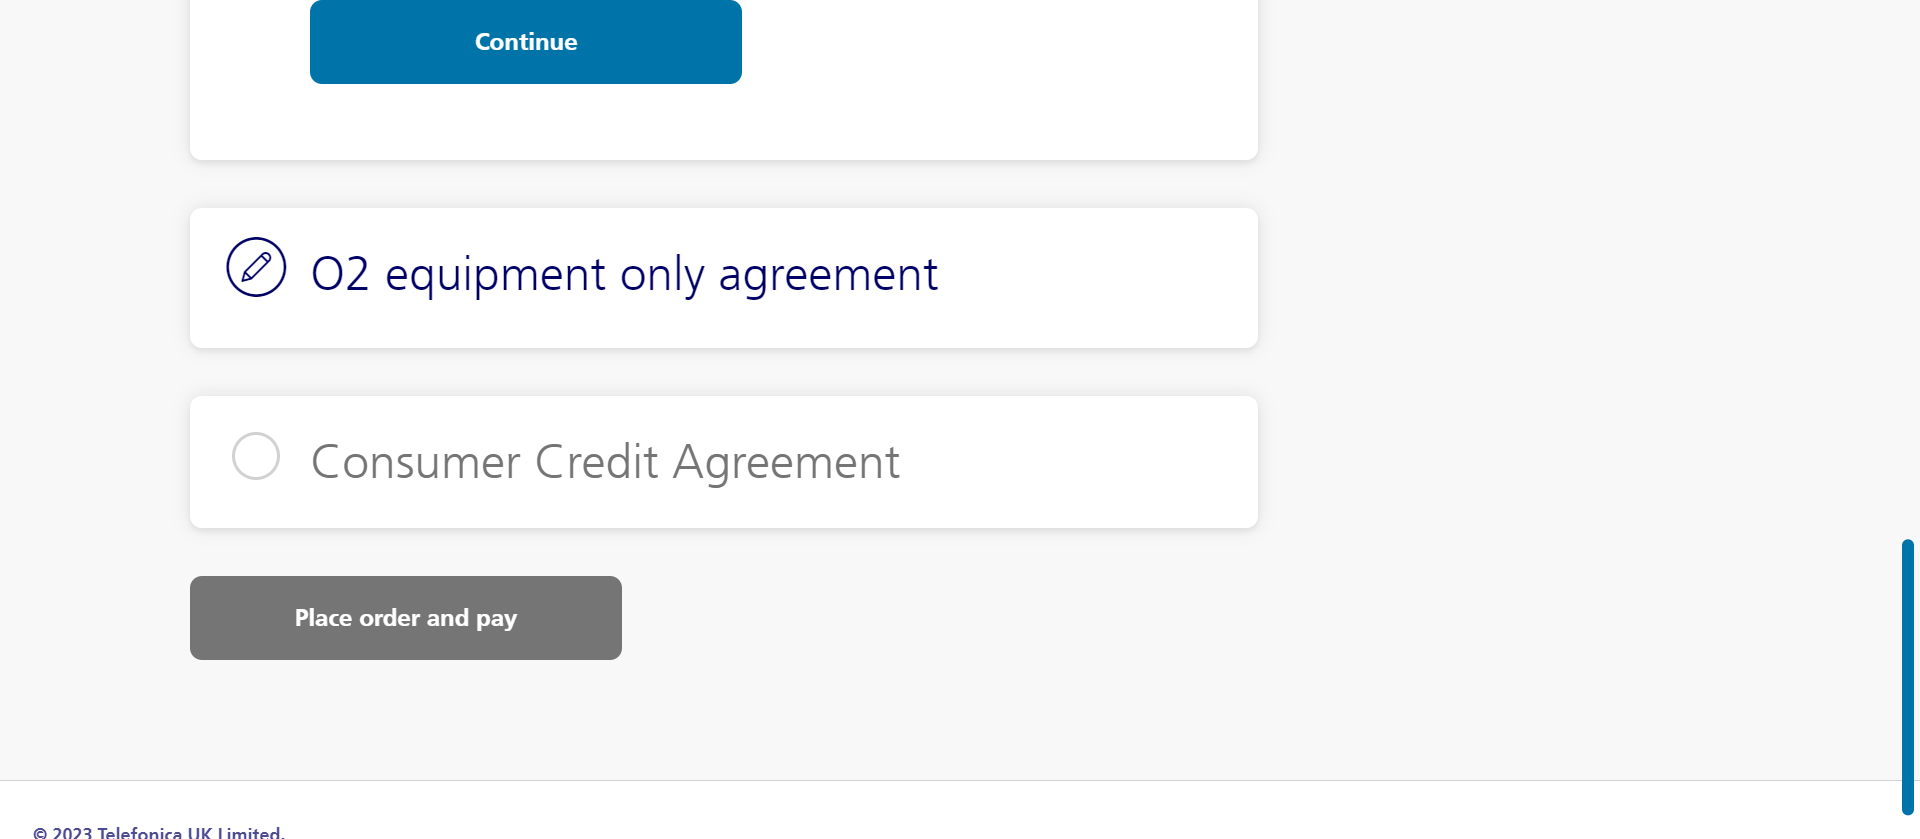 Continue
O2 equipment only agreement
Consumer Credit Agreement
Place order and pay
© 2023 Telefonica UK Limited.